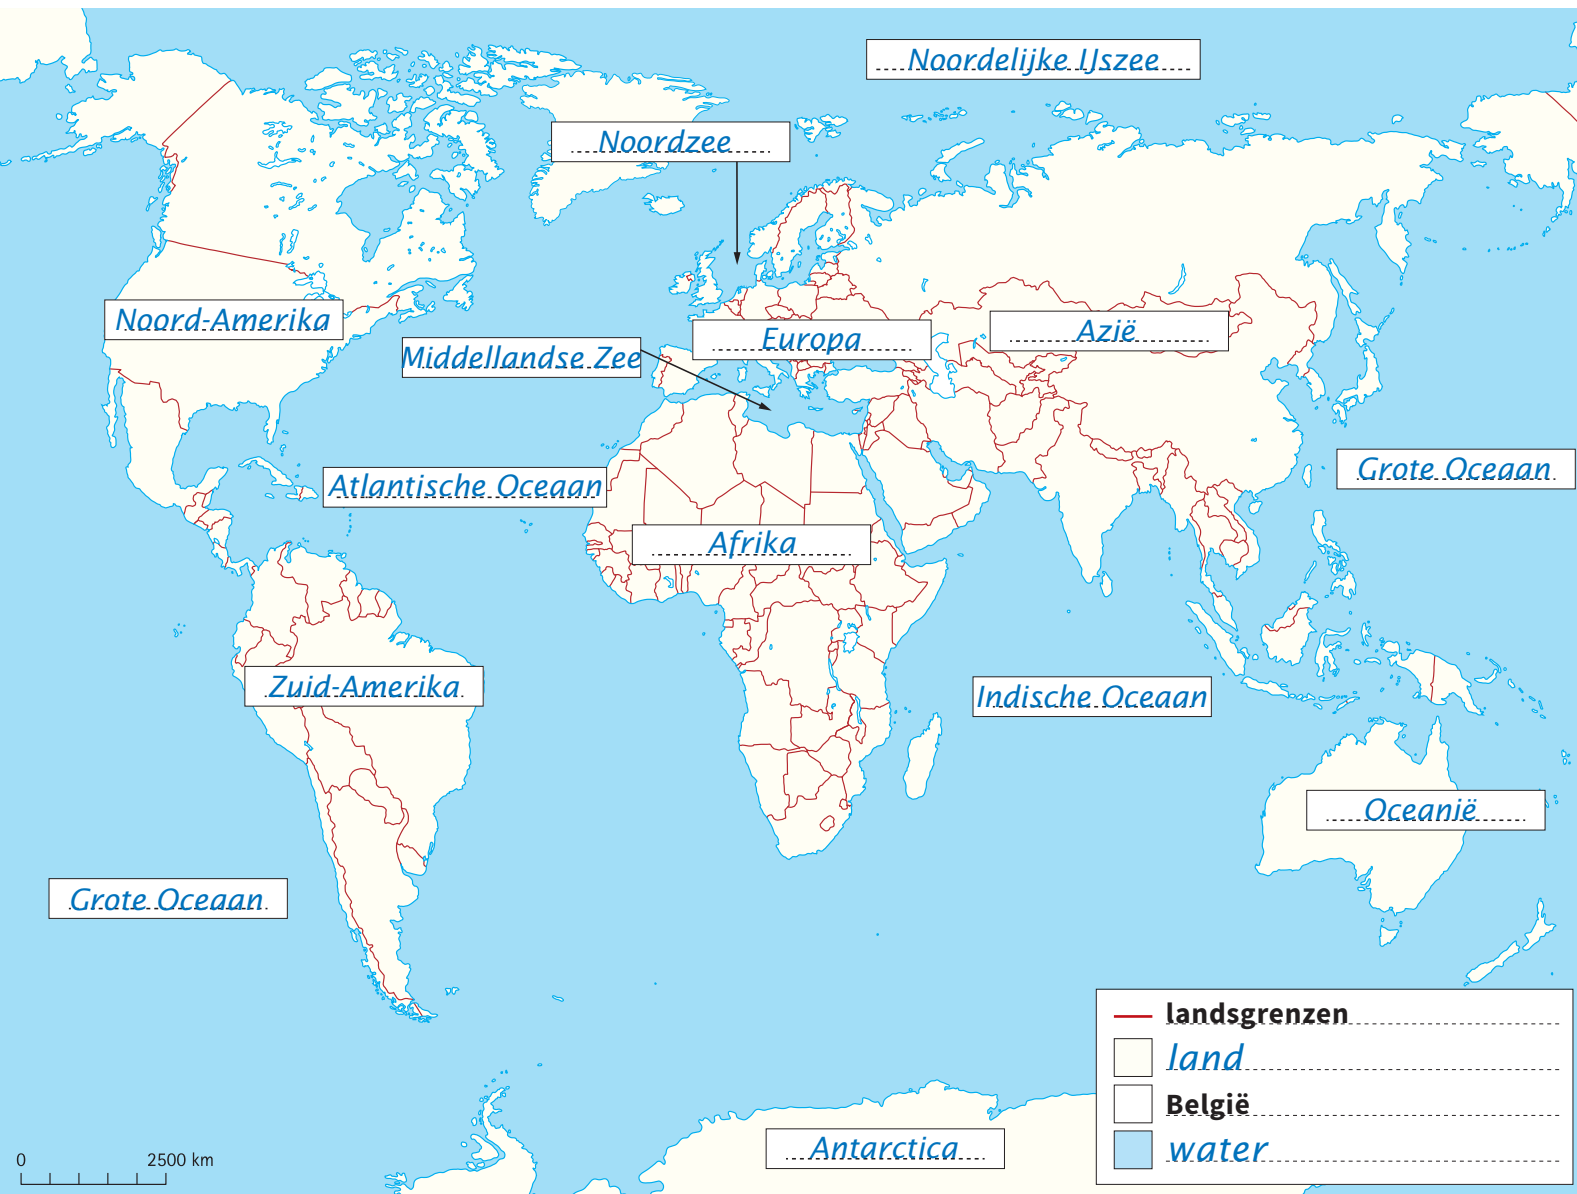 Noordelijke IJszee
Noordzee
Noord-Amerika
Europa
Azië
Middellandse Zee
Atlantische Oceaan
Grote Oceaan
Afrika
Zuid-Amerika
Indische Oceaan
Oceanië
Grote Oceaan
landsgrenzen
land
België
water
Antarctica
0 2500 km